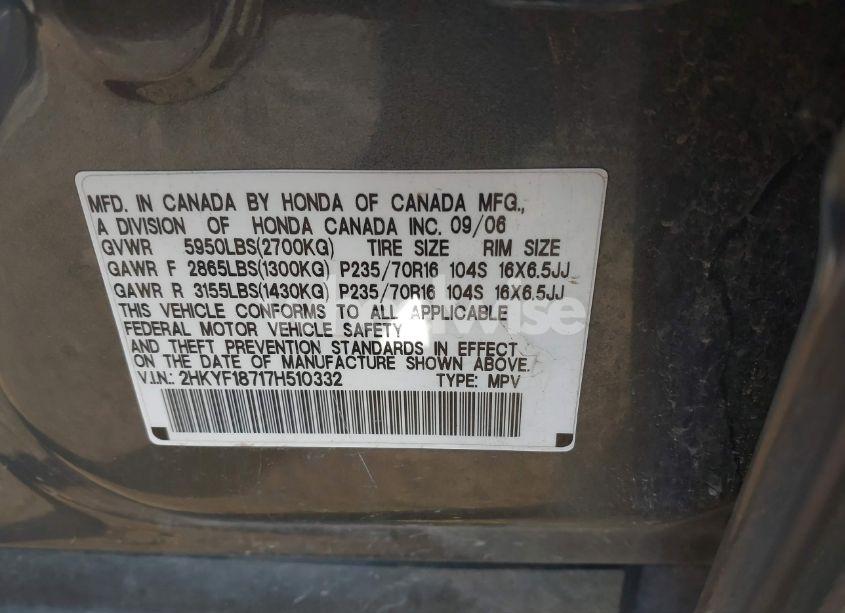 MFD. IN CANADA BY HONDA OF CANADA MFG.,
A DIVISION OF HONDA CANADA INC. 09/06
GVWR 5950LBS(2700KG) TIRE SIZE RIM SIZE
GAWR F 2865LBS(1300KG) P235/70R16 104S 16X6.5JJ
GAWR R 3155LBS(1430KG) P235/70R16 104S 16X6.5JJ
THIS VEHICLE CONFORMS TO ALL APPLICABLE
FEDERAL MOTOR VEHICLE SAFETY
AND THEFT PREVENTION STANDARDS IN EFFECT
ON THE DATE OF MANUFACTURE SHOWN ABOVE.
V.I.N.: 2HKYF18717H510332 TYPE: MPV